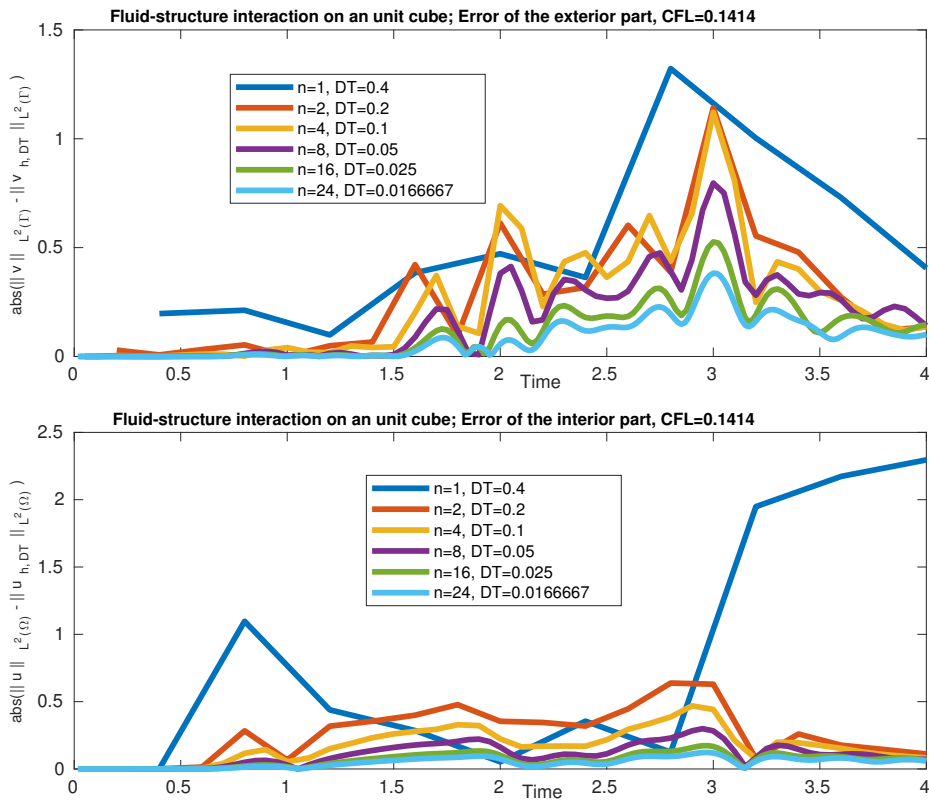 Fluid-structure interaction on an unit cube; Error of the exterior part, CFL=0.1414
abs(|| v || L²(Γ) - || v h, DT || L²(Γ) )
1.5
1
0.5
0
n=1, DT=0.4
n=2, DT=0.2
n=4, DT=0.1
n=8, DT=0.05
n=16, DT=0.025
n=24, DT=0.0166667
0 0.5 1 1.5 2 2.5 3 3.5 4
Time
Fluid-structure interaction on an unit cube; Error of the interior part, CFL=0.1414
abs(|| u || L²(Ω) - || u h, DT || L²(Ω) )
2.5
2
1.5
1
0.5
0
n=1, DT=0.4
n=2, DT=0.2
n=4, DT=0.1
n=8, DT=0.05
n=16, DT=0.025
n=24, DT=0.0166667
0 0.5 1 1.5 2 2.5 3 3.5 4
Time